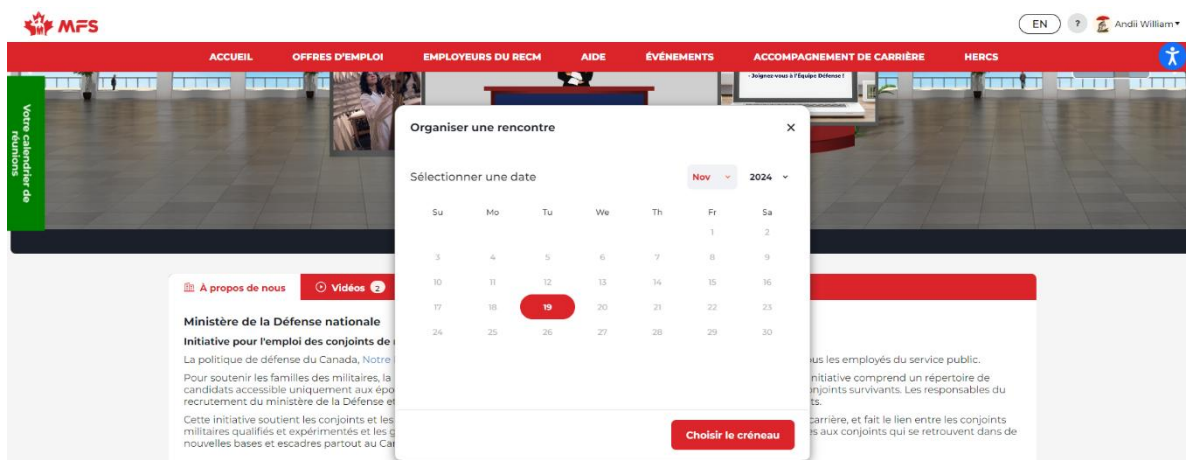 MFS
EN
?
Andii William
ACCUEIL OFFRES D'EMPLOI EMPLOYEURS DU RECM AIDE ÉVÉNEMENTS ACCOMPAGNEMENT DE CARRIÈRE HERCS
- Joignez-vous à l'Équipe Défense !
Votre calendrier de
réunions
Organiser une rencontre
Sélectionner une date Nov 2024
Su Mo Tu We Th Fr Sa
1 2
3 4 5 6 7 8 9
10 11 12 13 14 15 16
17 18 19 20 21 22 23
24 25 26 27 28 29 30
Choisir le créneau
À propos de nous Vidéos 2
Ministère de la Défense nationale
Initiative pour l'emploi des conjoints de
La politique de défense du Canada, Notre us les employés du service public.
Pour soutenir les familles des militaires, la nitiative comprend un répertoire de
candidats accessible uniquement aux épo onjoints survivants. Les responsables du
recrutement du ministère de la Défense et ts.
Cette initiative soutient les conjoints et les carrière, et fait le lien entre les conjoints
militaires qualifiés et expérimentés et les g s aux conjoints qui se retrouvent dans de
nouvelles bases et escadres partout au Ca